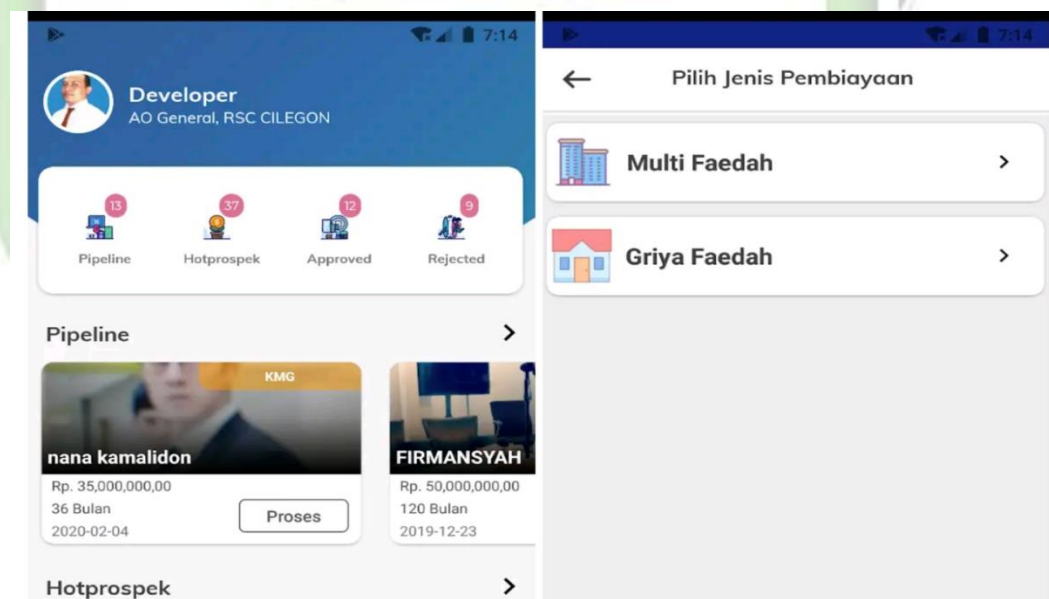 7:14
Developer
AO General, RSC CILEGON
13
37
12
9
Pipeline
Hotprospek
Approved
Rejected
Pipeline
KMG
nana kamalidon
Rp. 35,000,000,00
36 Bulan
2020-02-04
Proses
FIRMANSYAH
Rp. 50,000,000,00
120 Bulan
2019-12-23
Hotprospek
7:14
Pilih Jenis Pembiayaan
Multi Faedah
Griya Faedah